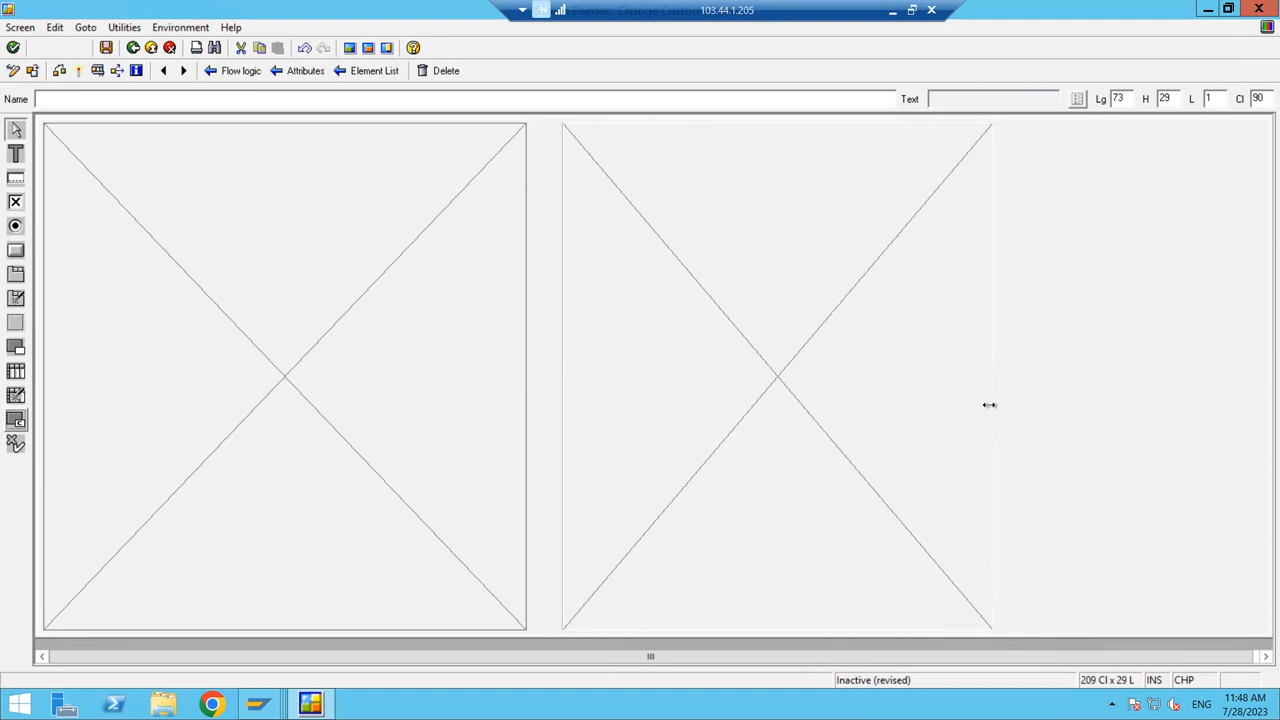 103.44.1.205
Screen Edit Goto Utilities Environment Help
Flow logic Attributes Element List Delete
Name Text Lg 73 H 29 L 1 Cl 90
Inactive (revised) 209 Cl x 29 L INS CHP
ENG 11:48 AM
7/28/2023